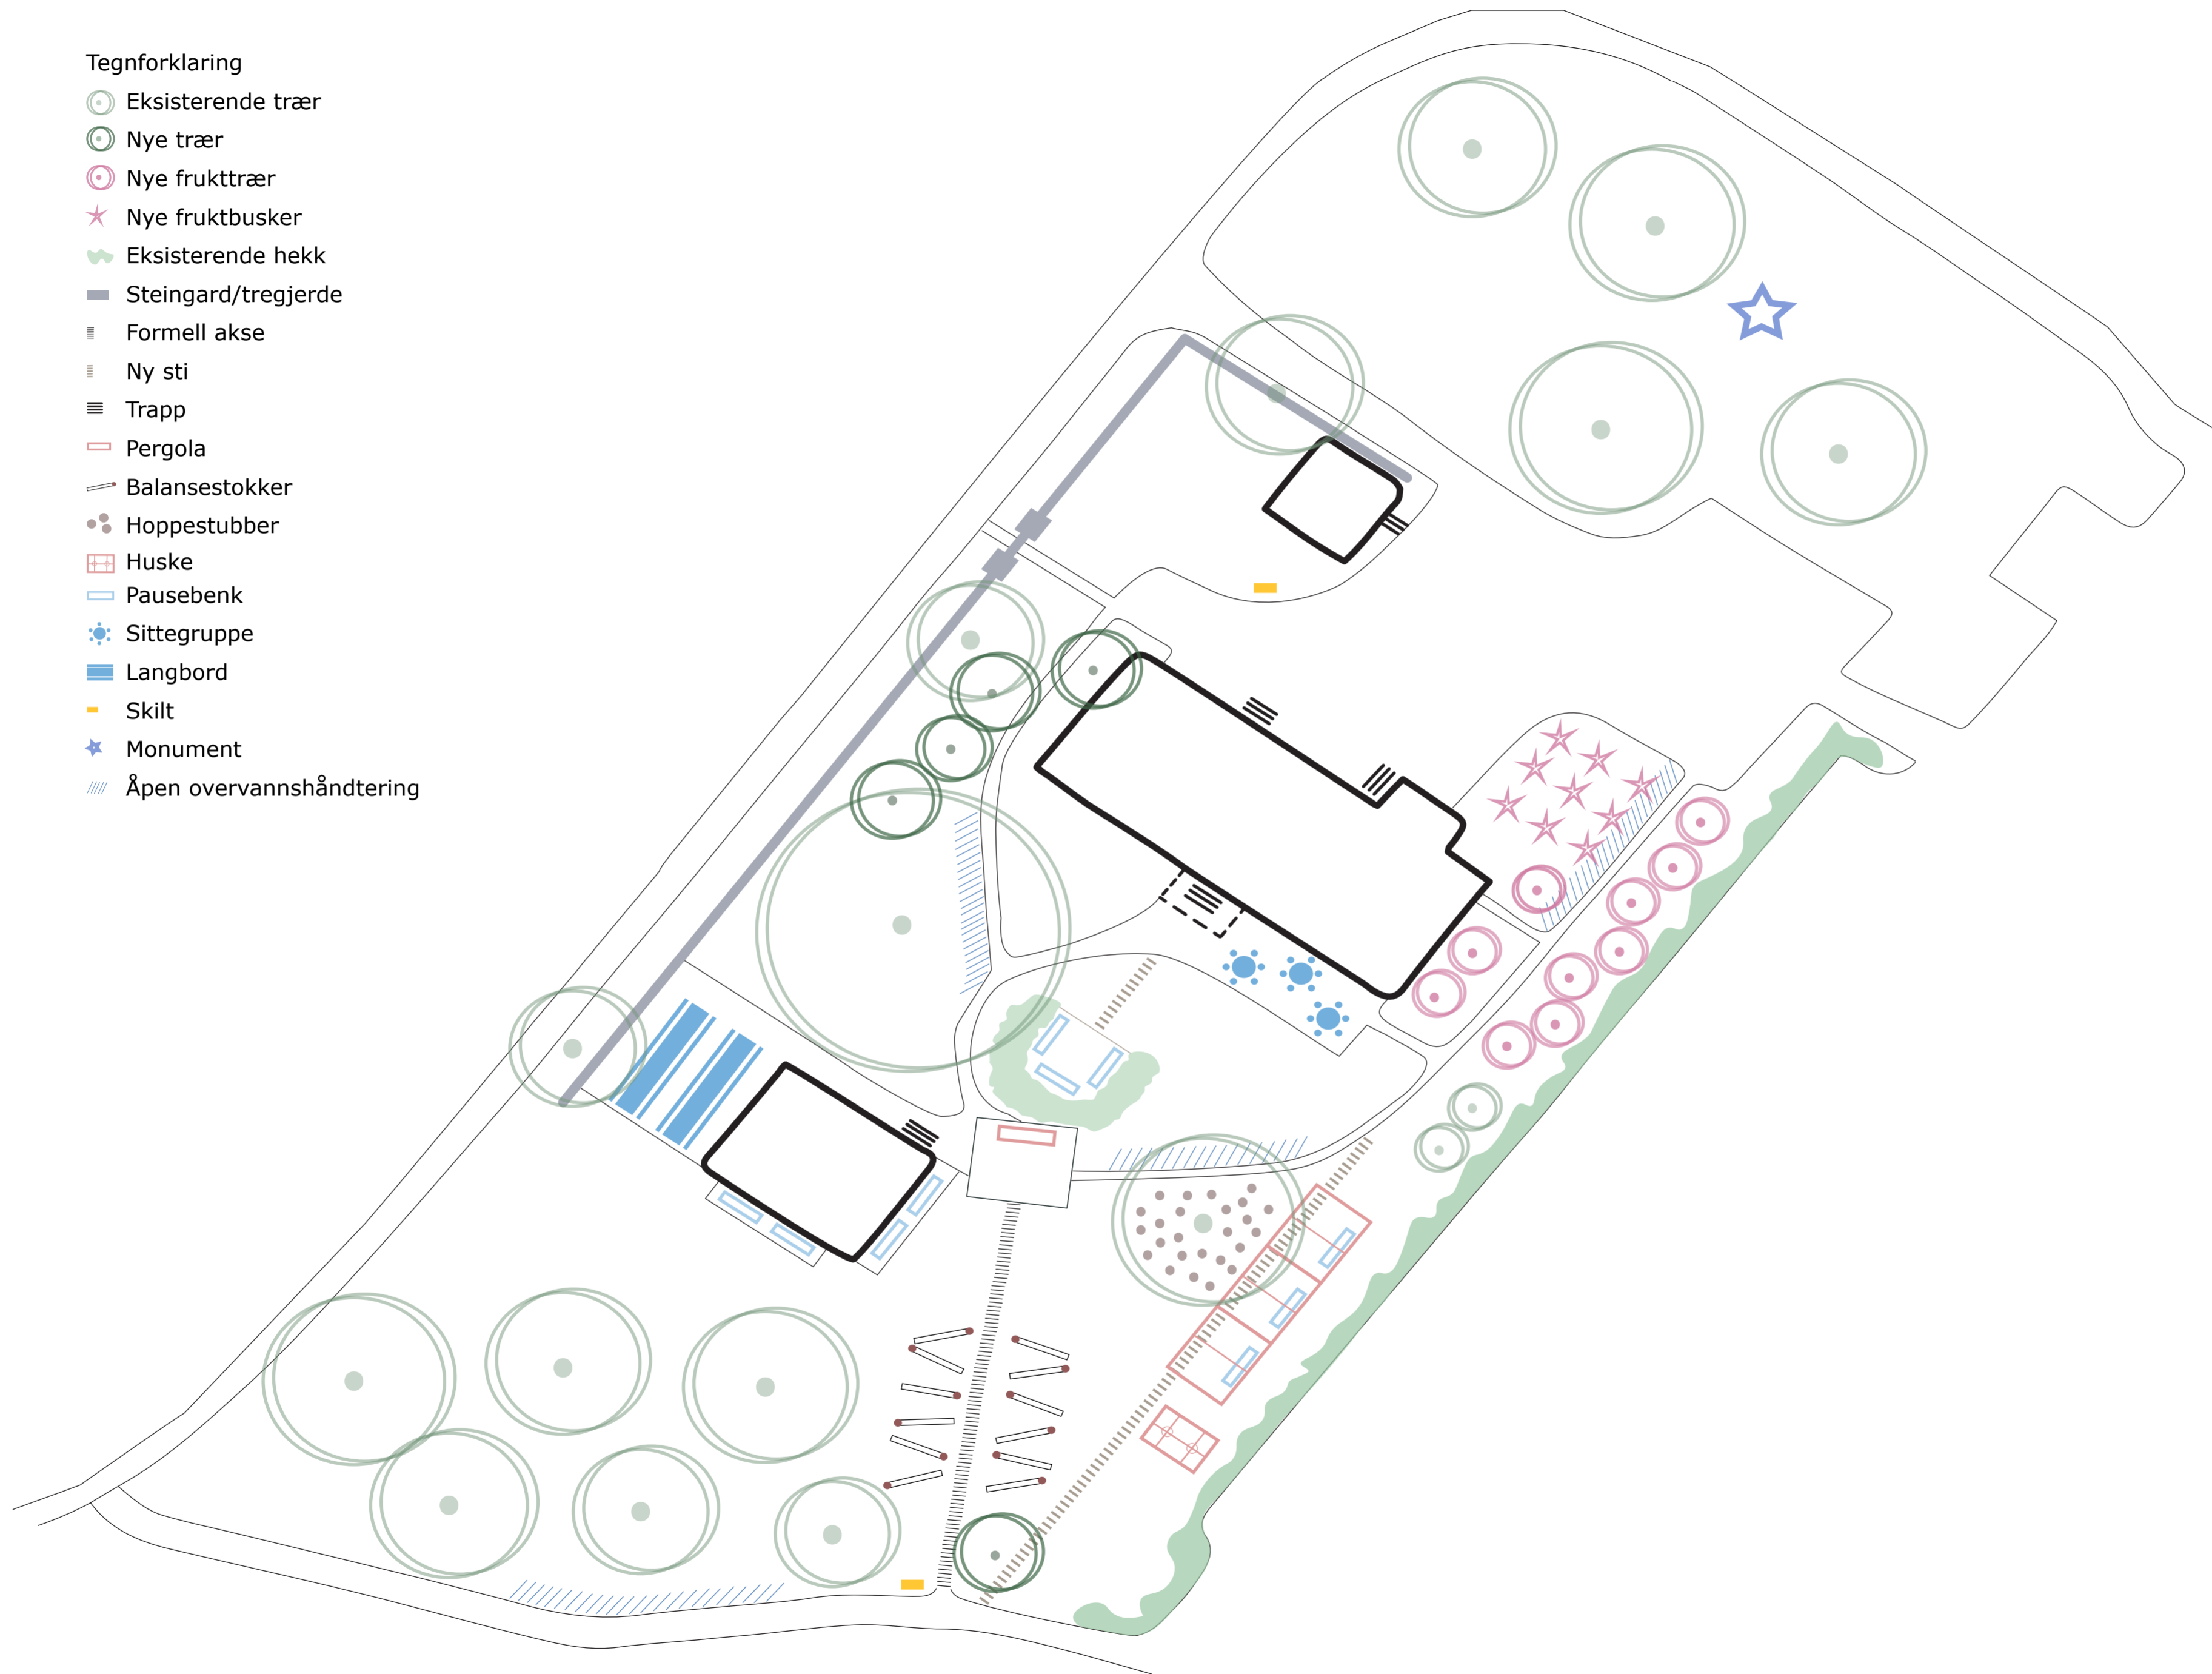 Tegnforklaring
Eksisterende trær
Nye trær
Nye frukttrær
Nye fruktbusker
Eksisterende hekk
Steingard/tregjerde
Formell akse
Ny sti
Trapp
Pergola
Balansestokker
Hoppestubber
Huske
Pausebenk
Sittegruppe
Langbord
Skilt
Monument
Åpen overvannshåndtering